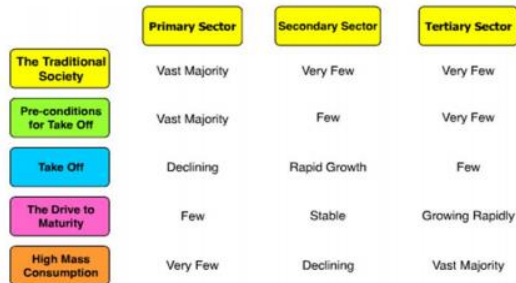 Primary Sector Secondary Sector Tertiary Sector
The Traditional
Society
Vast Majority Very Few Very Few
Pre-conditions
for Take Off
Vast Majority Few Very Few
Take Off Declining Rapid Growth Few
The Drive to
Maturity
Few Stable Growing Rapidly
High Mass
Consumption
Very Few Declining Vast Majority